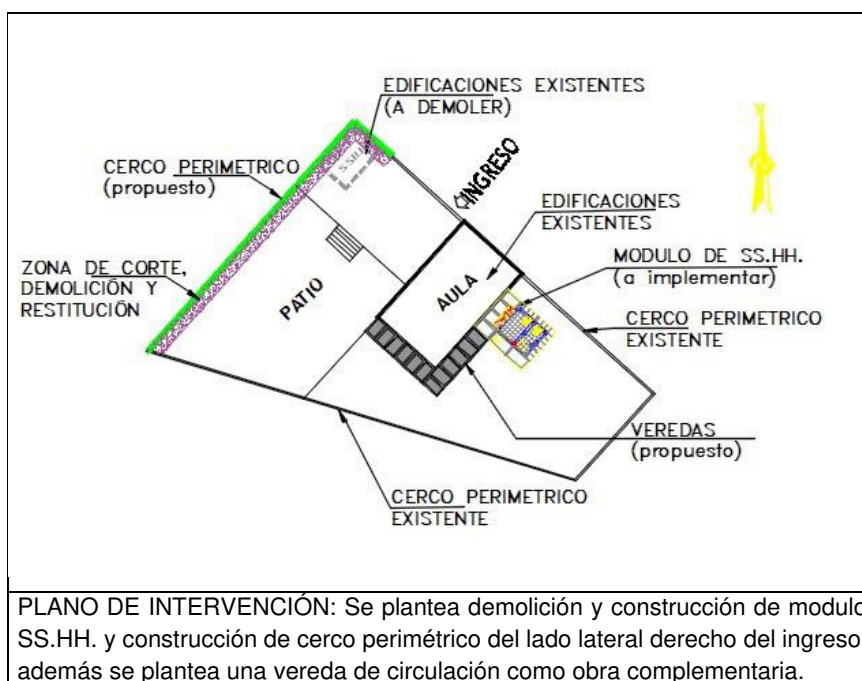 EDIFICACIONES EXISTENTES
(A DEMOLER)
CERCO PERIMETRICO
(propuesto)
SSHH
INGRESO
EDIFICACIONES
EXISTENTES
MODULO DE SS.HH.
(a implementar)
ZONA DE CORTE,
DEMOLICIÓN Y
RESTITUCIÓN
PATIO
AULA
CERCO PERIMETRICO
EXISTENTE
VEREDAS
(propuesto)
CERCO PERIMETRICO
EXISTENTE
PLANO DE INTERVENCIÓN: Se plantea demolición y construcción de modulo
SS.HH. y construcción de cerco perimétrico del lado lateral derecho del ingreso
además se plantea una vereda de circulación como obra complementaria.